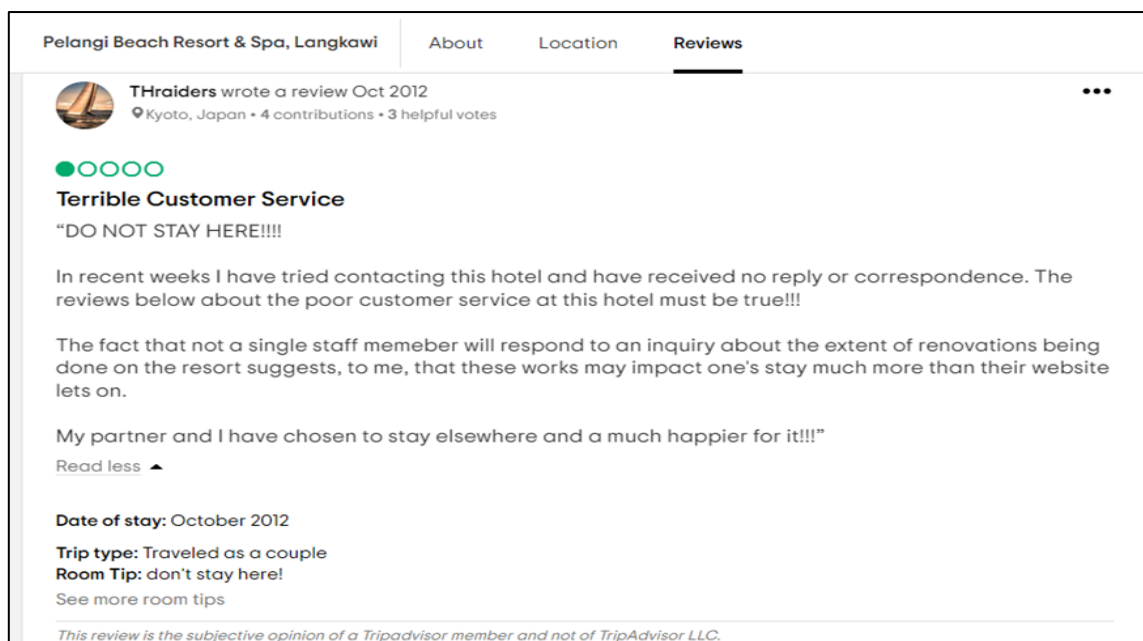 Pelangi Beach Resort & Spa, Langkawi About Location Reviews
THraiders wrote a review Oct 2012
Kyoto, Japan • 4 contributions • 3 helpful votes
Terrible Customer Service
“DO NOT STAY HERE!!!!
In recent weeks I have tried contacting this hotel and have received no reply or correspondence. The
reviews below about the poor customer service at this hotel must be true!!!
The fact that not a single staff memeber will respond to an inquiry about the extent of renovations being
done on the resort suggests, to me, that these works may impact one's stay much more than their website
lets on.
My partner and I have chosen to stay elsewhere and a much happier for it!!!”
Read less
Date of stay: October 2012
Trip type: Traveled as a couple
Room Tip: don't stay here!
See more room tips
This review is the subjective opinion of a Tripadvisor member and not of TripAdvisor LLC.